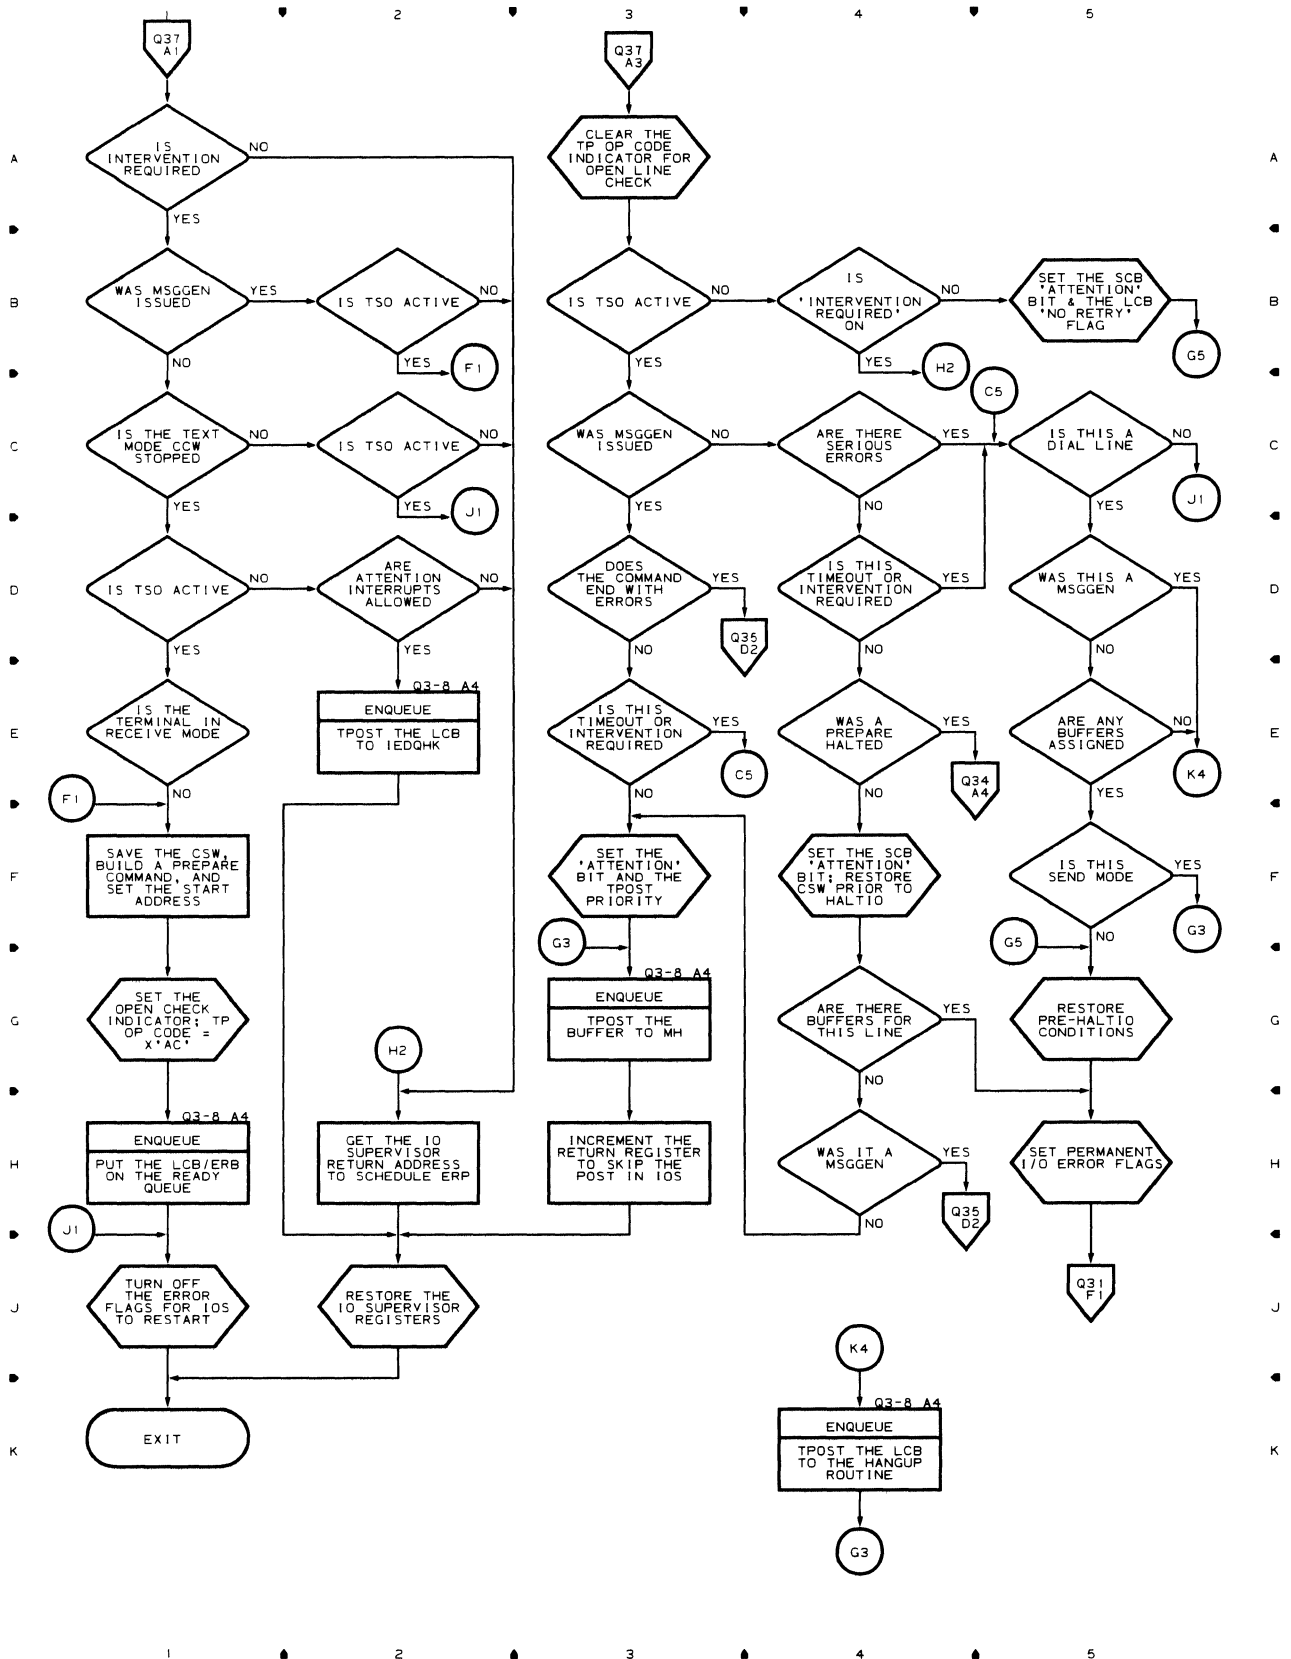 1
2
3
4
5
Q37
A1
Q37
A3
A
IS
INTERVENTION
REQUIRED
NO
YES
CLEAR THE
TP OP CODE
INDICATOR FOR
OPEN LINE
CHECK
A
B
WAS MSGGEN
ISSUED
YES
NO
IS TSO ACTIVE
NO
YES
F1
IS TSO ACTIVE
NO
YES
IS
'INTERVENTION
REQUIRED'
ON
NO
YES
H2
SET THE SCB
'ATTENTION'
BIT & THE LCB
'NO RETRY'
FLAG
G5
B
C
IS THE TEXT
MODE CCW
STOPPED
NO
YES
IS TSO ACTIVE
NO
YES
J1
WAS MSGGEN
ISSUED
NO
YES
ARE THERE
SERIOUS
ERRORS
YES
NO
C5
IS THIS A
DIAL LINE
NO
YES
J1
C
D
IS TSO ACTIVE
NO
YES
ARE
ATTENTION
INTERRUPTS
ALLOWED
NO
YES
DOES
THE COMMAND
END WITH
ERRORS
YES
NO
Q35
D2
IS THIS
TIMEOUT OR
INTERVENTION
REQUIRED
YES
NO
WAS THIS A
MSGGEN
YES
NO
D
E
IS THE
TERMINAL IN
RECEIVE MODE
NO
Q3-8 A4
ENQUEUE
TPOST THE LCB
TO IEDQHK
IS THIS
TIMEOUT OR
INTERVENTION
REQUIRED
YES
NO
C5
WAS A
PREPARE
HALTED
YES
NO
Q34
A4
ARE ANY
BUFFERS
ASSIGNED
NO
YES
K4
E
F1
F
SAVE THE CSW,
BUILD A PREPARE
COMMAND, AND
SET THE START
ADDRESS
SET THE
'ATTENTION'
BIT AND THE
TPOST
PRIORITY
SET THE SCB
'ATTENTION'
BIT; RESTORE
CSW PRIOR TO
HALTIO
IS THIS
SEND MODE
YES
NO
G3
F
G3
G5
G
SET THE
OPEN CHECK
INDICATOR; TP
OP CODE =
X'AC'
H2
Q3-8 A4
ENQUEUE
TPOST THE
BUFFER TO MH
ARE THERE
BUFFERS FOR
THIS LINE
YES
NO
RESTORE
PRE-HALTIO
CONDITIONS
G
H
Q3-8 A4
ENQUEUE
PUT THE LCB/ERB
ON THE READY
QUEUE
GET THE IO
SUPERVISOR
RETURN ADDRESS
TO SCHEDULE ERP
INCREMENT THE
RETURN REGISTER
TO SKIP THE
POST IN IOS
WAS IT A
MSGGEN
YES
NO
Q35
D2
SET PERMANENT
I/O ERROR FLAGS
H
J1
J
TURN OFF
THE ERROR
FLAGS FOR IOS
TO RESTART
RESTORE THE
IO SUPERVISOR
REGISTERS
Q31
F1
J
K4
K
EXIT
Q3-8 A4
ENQUEUE
TPOST THE LCB
TO THE HANGUP
ROUTINE
K
G3
1
2
3
4
5